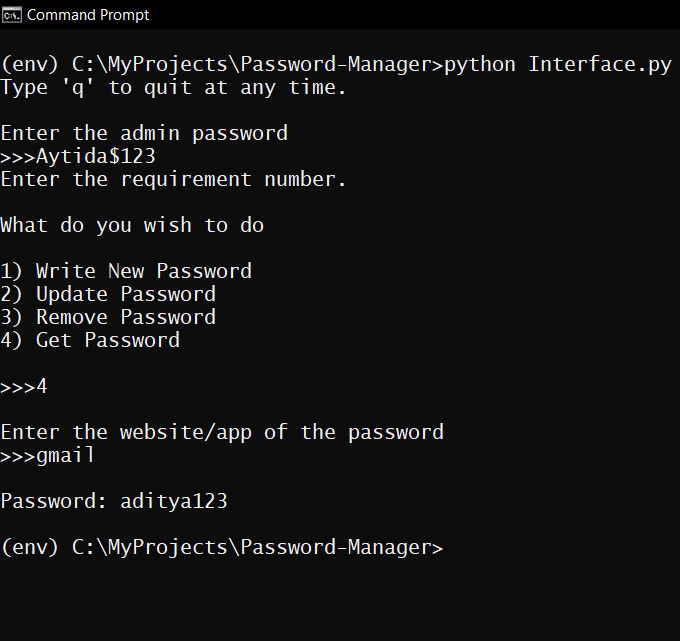 Command Prompt
(env) C:\MyProjects\Password-Manager>python Interface.py
Type 'q' to quit at any time.
Enter the admin password
>>>Aytida$123
Enter the requirement number.
What do you wish to do
1) Write New Password
2) Update Password
3) Remove Password
4) Get Password
>>>4
Enter the website/app of the password
>>>gmail
Password: aditya123
(env) C:\MyProjects\Password-Manager>